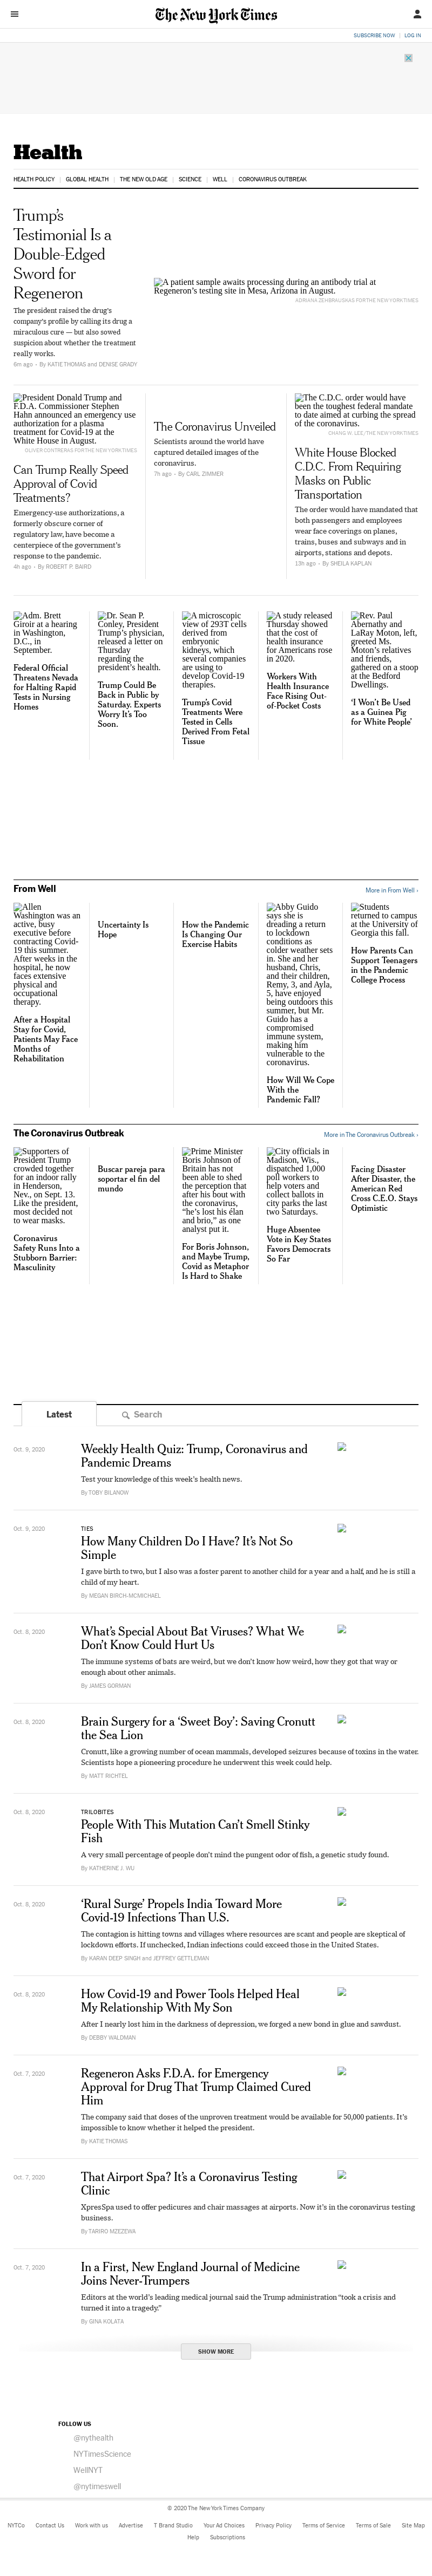 The New York Times
SUBSCRIBE NOW | LOG IN
Health
HEALTH POLICY | GLOBAL HEALTH | THE NEW OLD AGE | SCIENCE | WELL | CORONAVIRUS OUTBREAK
Trump’s
Testimonial Is a
Double-Edged
Sword for
Regeneron
The president raised the drug’s
company’s profile by calling its drug a
miraculous cure — but also sowed
suspicion about whether the treatment
really works.
6m ago - By KATIE THOMAS and DENISE GRADY
A patient sample awaits processing during an antibody trial at
Regeneron’s testing site in Mesa, Arizona in August.
ADRIANA ZEHBRAUSKAS FOR THE NEW YORK TIMES
President Donald Trump and
F.D.A. Commissioner Stephen
Hahn announced an emergency use
authorization for a plasma
treatment for Covid-19 at the
White House in August.
OLIVER CONTRERAS FOR THE NEW YORK TIMES
Can Trump Really Speed
Approval of Covid
Treatments?
Emergency-use authorizations, a
formerly obscure corner of
regulatory law, have become a
centerpiece of the government’s
response to the pandemic.
4h ago - By ROBERT P. BAIRD
The Coronavirus Unveiled
Scientists around the world have
captured detailed images of the
coronavirus.
7h ago - By CARL ZIMMER
The C.D.C. order would have
been the toughest federal mandate
to date aimed at curbing the spread
of the coronavirus.
CHANG W. LEE/THE NEW YORK TIMES
White House Blocked
C.D.C. From Requiring
Masks on Public
Transportation
The order would have mandated that
both passengers and employees
wear face coverings on planes,
trains, buses and subways and in
airports, stations and depots.
13h ago - By SHEILA KAPLAN
Adm. Brett
Giroir at a hearing
in Washington,
D.C., in
September.
Federal Official
Threatens Nevada
for Halting Rapid
Tests in Nursing
Homes
Dr. Sean P.
Conley, President
Trump’s physician,
released a letter on
Thursday
regarding the
president’s health.
Trump Could Be
Back in Public by
Saturday. Experts
Worry It’s Too
Soon.
A microscopic
view of 293T cells
derived from
embryonic
kidneys, which
several companies
are using to
develop Covid-19
therapies.
Trump’s Covid
Treatments Were
Tested in Cells
Derived From Fetal
Tissue
A study released
Thursday showed
that the cost of
health insurance
for Americans rose
in 2020.
Workers With
Health Insurance
Face Rising Out-
of-Pocket Costs
Rev. Paul
Abernathy and
LaRay Moton, left,
greeted Ms.
Moton’s relatives
and friends,
gathered on a stoop
at the Bedford
Dwellings.
‘I Won’t Be Used
as a Guinea Pig
for White People’
From Well
More in From Well ›
Allen
Washington was an
active, busy
executive before
contracting Covid-
19 this summer.
After weeks in the
hospital, he now
faces extensive
physical and
occupational
therapy.
After a Hospital
Stay for Covid,
Patients May Face
Months of
Rehabilitation
Uncertainty Is
Hope
How the Pandemic
Is Changing Our
Exercise Habits
Abby Guido
says she is
dreading a return
to lockdown
conditions as
colder weather sets
in. She and her
husband, Chris,
and their children,
Remy, 3, and Ayla,
5, have enjoyed
being outdoors this
summer, but Mr.
Guido has a
compromised
immune system,
making him
vulnerable to the
coronavirus.
How Will We Cope
With the
Pandemic Fall?
Students
returned to campus
at the University of
Georgia this fall.
How Parents Can
Support Teenagers
in the Pandemic
College Process
The Coronavirus Outbreak
More in The Coronavirus Outbreak ›
Supporters of
President Trump
crowded together
for an indoor rally
in Henderson,
Nev., on Sept. 13.
Like the president,
most decided not
to wear masks.
Coronavirus
Safety Runs Into a
Stubborn Barrier:
Masculinity
Buscar pareja para
soportar el fin del
mundo
Prime Minister
Boris Johnson of
Britain has not
been able to shed
the perception that
after his bout with
the coronavirus,
“he’s lost his élan
and brio,” as one
analyst put it.
For Boris Johnson,
and Maybe Trump,
Covid as Metaphor
Is Hard to Shake
City officials in
Madison, Wis.,
dispatched 1,000
poll workers to
help voters and
collect ballots in
city parks the last
two Saturdays.
Huge Absentee
Vote in Key States
Favors Democrats
So Far
Facing Disaster
After Disaster, the
American Red
Cross C.E.O. Stays
Optimistic
Latest
Search
Oct. 9, 2020
Weekly Health Quiz: Trump, Coronavirus and
Pandemic Dreams
Test your knowledge of this week’s health news.
By TOBY BILANOW
Oct. 9, 2020
TIES
How Many Children Do I Have? It’s Not So
Simple
I gave birth to two, but I also was a foster parent to another child for a year and a half, and he is still a
child of my heart.
By MEGAN BIRCH-MCMICHAEL
Oct. 8, 2020
What’s Special About Bat Viruses? What We
Don’t Know Could Hurt Us
The immune systems of bats are weird, but we don’t know how weird, how they got that way or
enough about other animals.
By JAMES GORMAN
Oct. 8, 2020
Brain Surgery for a ‘Sweet Boy’: Saving Cronutt
the Sea Lion
Cronutt, like a growing number of ocean mammals, developed seizures because of toxins in the water.
Scientists hope a pioneering procedure he underwent this week could help.
By MATT RICHTEL
Oct. 8, 2020
TRILOBITES
People With This Mutation Can’t Smell Stinky
Fish
A very small percentage of people don’t mind the pungent odor of fish, a genetic study found.
By KATHERINE J. WU
Oct. 8, 2020
‘Rural Surge’ Propels India Toward More
Covid-19 Infections Than U.S.
The contagion is hitting towns and villages where resources are scant and people are skeptical of
lockdown efforts. If unchecked, Indian infections could exceed those in the United States.
By KARAN DEEP SINGH and JEFFREY GETTLEMAN
Oct. 8, 2020
How Covid-19 and Power Tools Helped Heal
My Relationship With My Son
After I nearly lost him in the darkness of depression, we forged a new bond in glue and sawdust.
By DEBBY WALDMAN
Oct. 7, 2020
Regeneron Asks F.D.A. for Emergency
Approval for Drug That Trump Claimed Cured
Him
The company said that doses of the unproven treatment would be available for 50,000 patients. It’s
impossible to know whether it helped the president.
By KATIE THOMAS
Oct. 7, 2020
That Airport Spa? It’s a Coronavirus Testing
Clinic
XpresSpa used to offer pedicures and chair massages at airports. Now it’s in the coronavirus testing
business.
By TARIRO MZEZEWA
Oct. 7, 2020
In a First, New England Journal of Medicine
Joins Never-Trumpers
Editors at the world’s leading medical journal said the Trump administration “took a crisis and
turned it into a tragedy.”
By GINA KOLATA
SHOW MORE
FOLLOW US
@nythealth
NYTimesScience
WellNYT
@nytimeswell
© 2020 The New York Times Company
NYTCo Contact Us Work with us Advertise T Brand Studio Your Ad Choices Privacy Policy Terms of Service Terms of Sale Site Map
Help Subscriptions